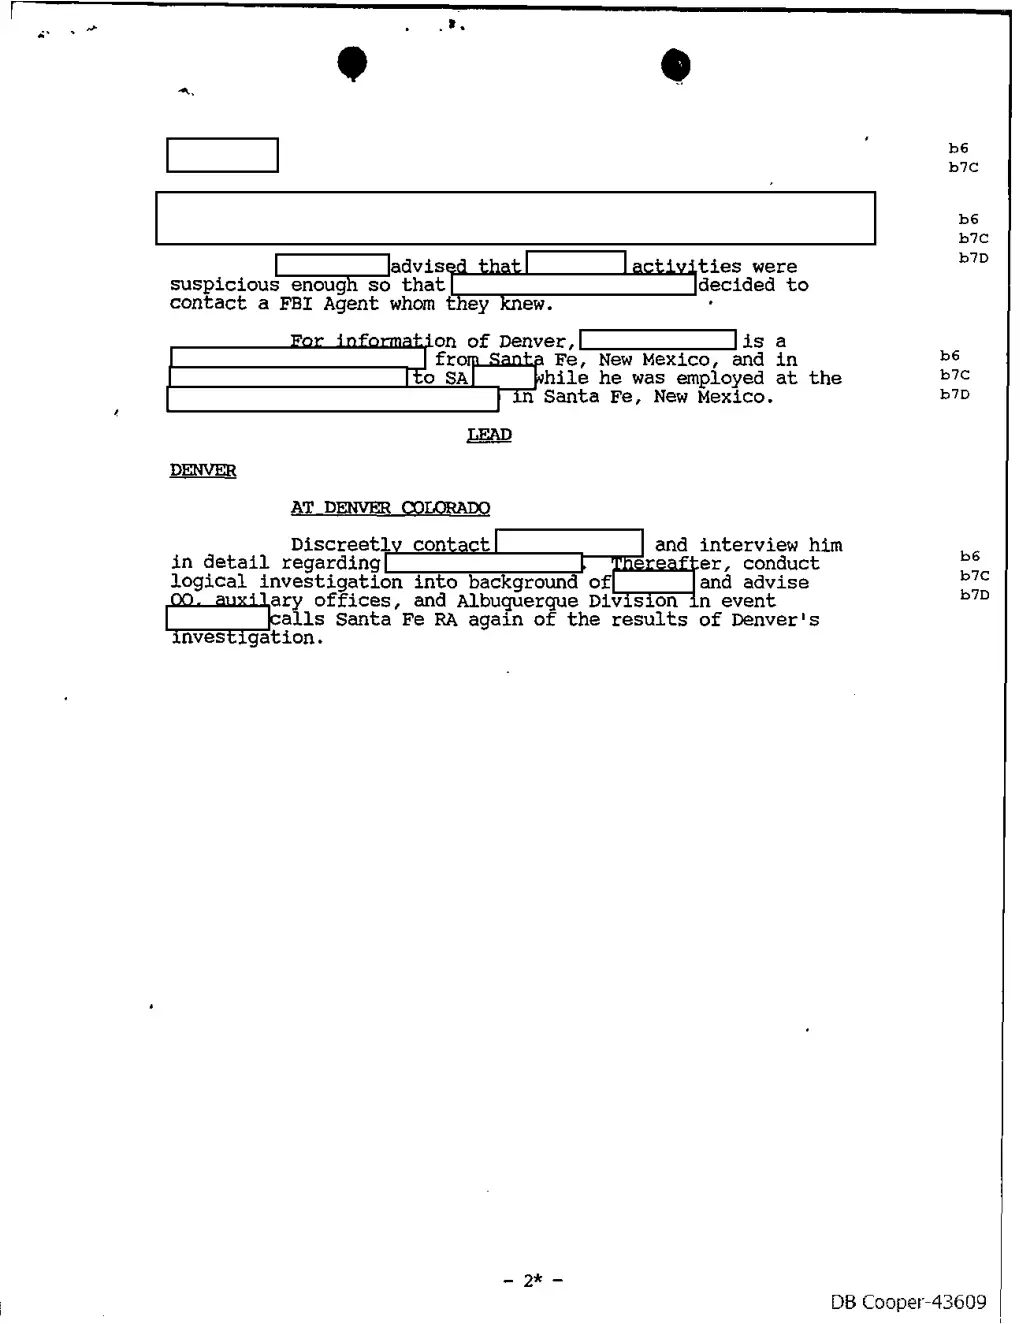 b6
b7C
b6
b7C
b7D
advised that activities were
suspicious enough so that decided to
contact a FBI Agent whom they knew.
For information of Denver, is a
from Santa Fe, New Mexico, and in
to SA while he was employed at the
in Santa Fe, New Mexico.
b6
b7C
b7D
LEAD
DENVER
AT DENVER COLORADO
Discreetly contact and interview him
in detail regarding . Thereafter, conduct
logical investigation into background of and advise
OO, auxilary offices, and Albuquerque Division in event
calls Santa Fe RA again of the results of Denver's
investigation.
b6
b7C
b7D
- 2* -
DB Cooper-43609